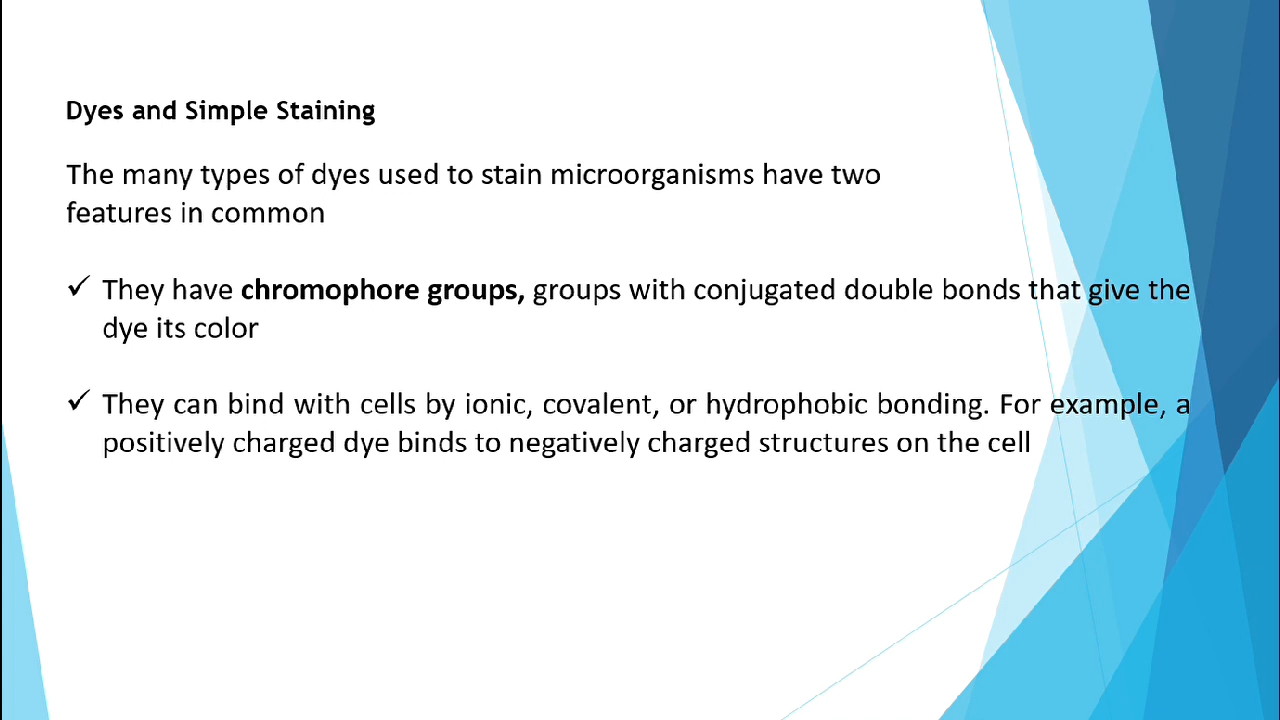 Dyes and Simple Staining
The many types of dyes used to stain microorganisms have two
features in common
✓ They have chromophore groups, groups with conjugated double bonds that give the
dye its color
✓ They can bind with cells by ionic, covalent, or hydrophobic bonding. For example, a
positively charged dye binds to negatively charged structures on the cell